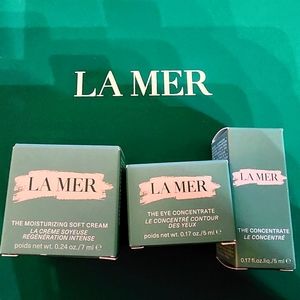 LA MER
LA MER
THE MOISTURIZING SOFT CREAM
LA CRÈME SOYEUSE
RÉGÉNÉRATION INTENSE
poids net wt. 0.24 oz./7 ml ℮
LA MER
THE EYE CONCENTRATE
LE CONCENTRÉ CONTOUR
DES YEUX
poids net wt. 0.17 oz./5 ml ℮
LA MER
THE CONCENTRATE
LE CONCENTRÉ
0.17 fl.oz.liq./5 ml ℮